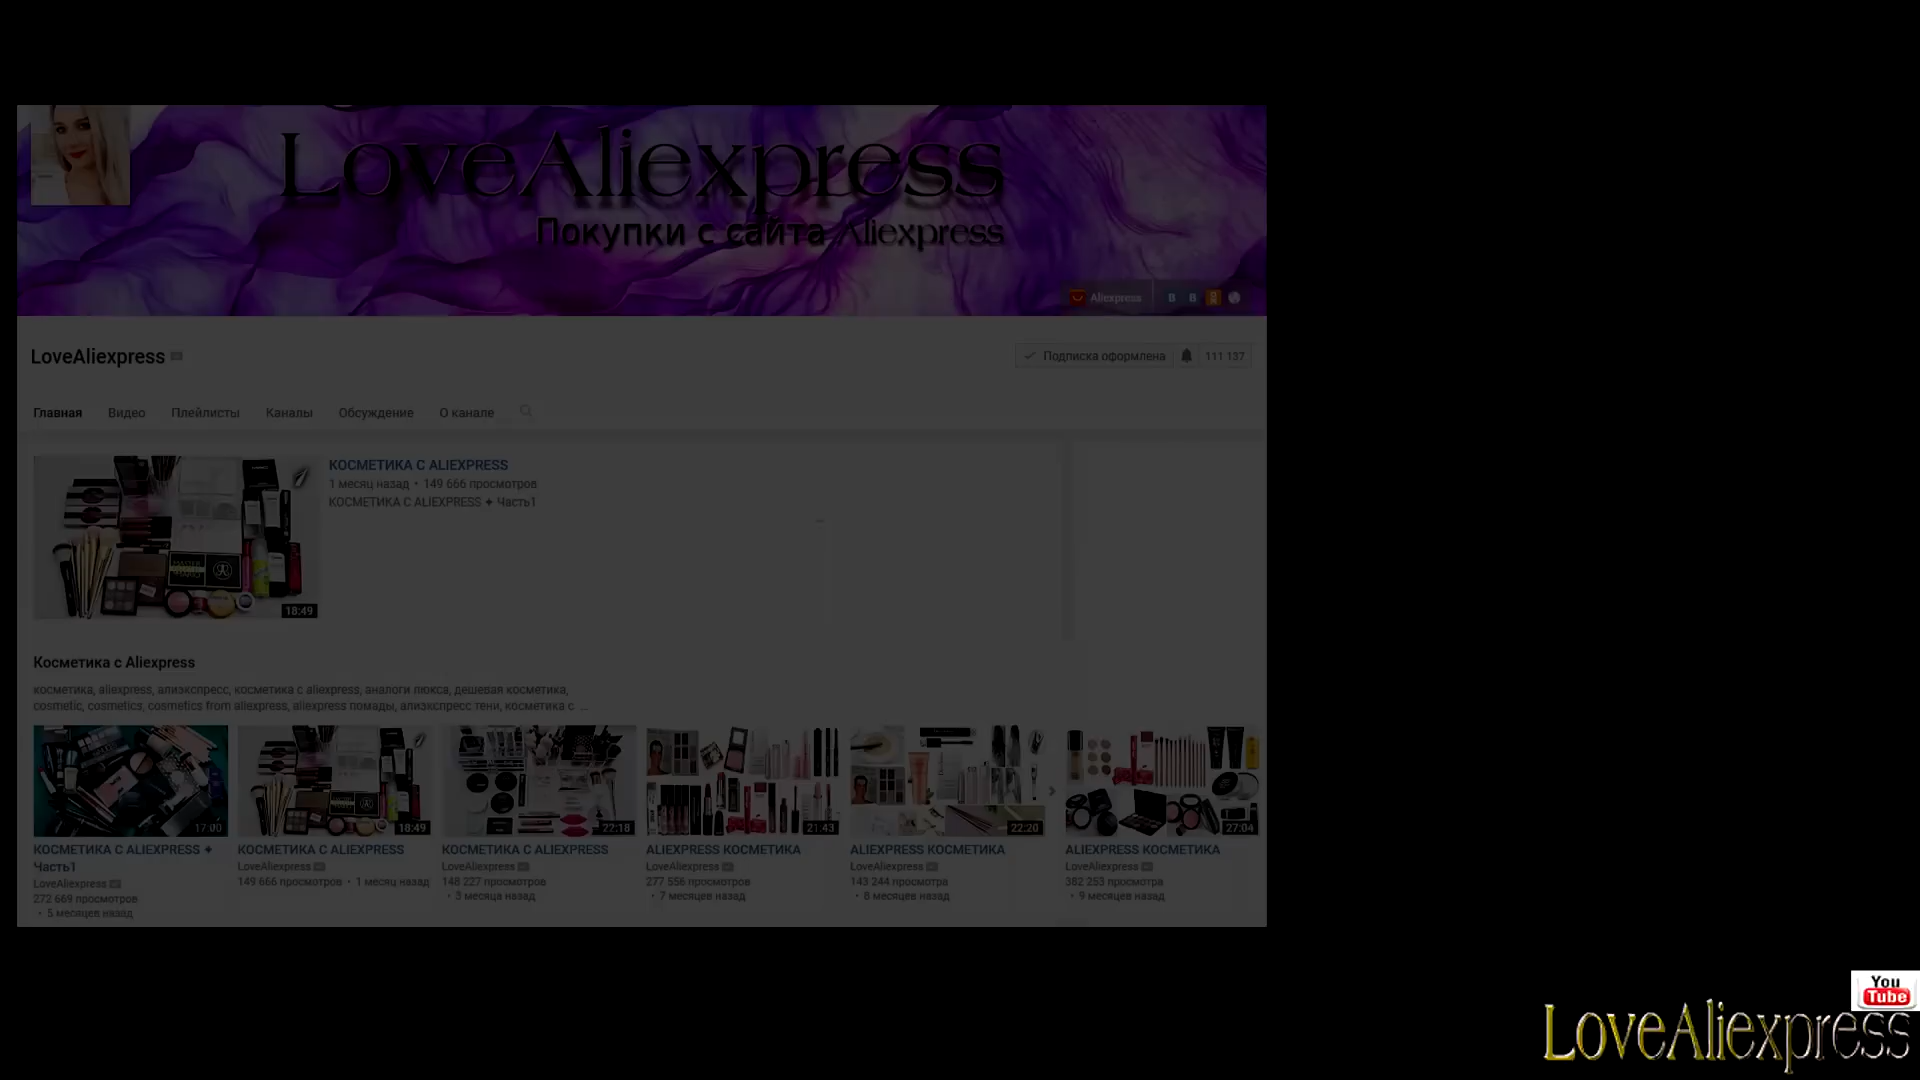 LoveAliexpress
Покупки с сайта Aliexpress
Aliexpress
LoveAliexpress
Подписка оформлена
111 137
Главная Видео Плейлисты Каналы Обсуждение О канале
КОСМЕТИКА С ALIEXPRESS
1 месяц назад • 149 666 просмотров
КОСМЕТИКА С ALIEXPRESS ✦ Часть1
18:49
Косметика с Aliexpress
косметика, aliexpress, алиэкспресс, косметика с aliexpress, аналоги люкса, дешевая косметика,
cosmetic, cosmetics, cosmetics from aliexpress, aliexpress помады, алиэкспресс тени, косметика с ...
17:00
18:49
22:18
21:43
22:20
27:04
КОСМЕТИКА С ALIEXPRESS ✦
Часть1
LoveAliexpress
272 669 просмотров
• 5 месяцев назад
КОСМЕТИКА С ALIEXPRESS
LoveAliexpress
149 666 просмотров • 1 месяц назад
КОСМЕТИКА С ALIEXPRESS
LoveAliexpress
148 227 просмотров
• 3 месяца назад
ALIEXPRESS КОСМЕТИКА
LoveAliexpress
277 556 просмотров
• 7 месяцев назад
ALIEXPRESS КОСМЕТИКА
LoveAliexpress
143 244 просмотра
• 8 месяцев назад
ALIEXPRESS КОСМЕТИКА
LoveAliexpress
382 253 просмотра
• 9 месяцев назад
You
Tube
LoveAliexpress